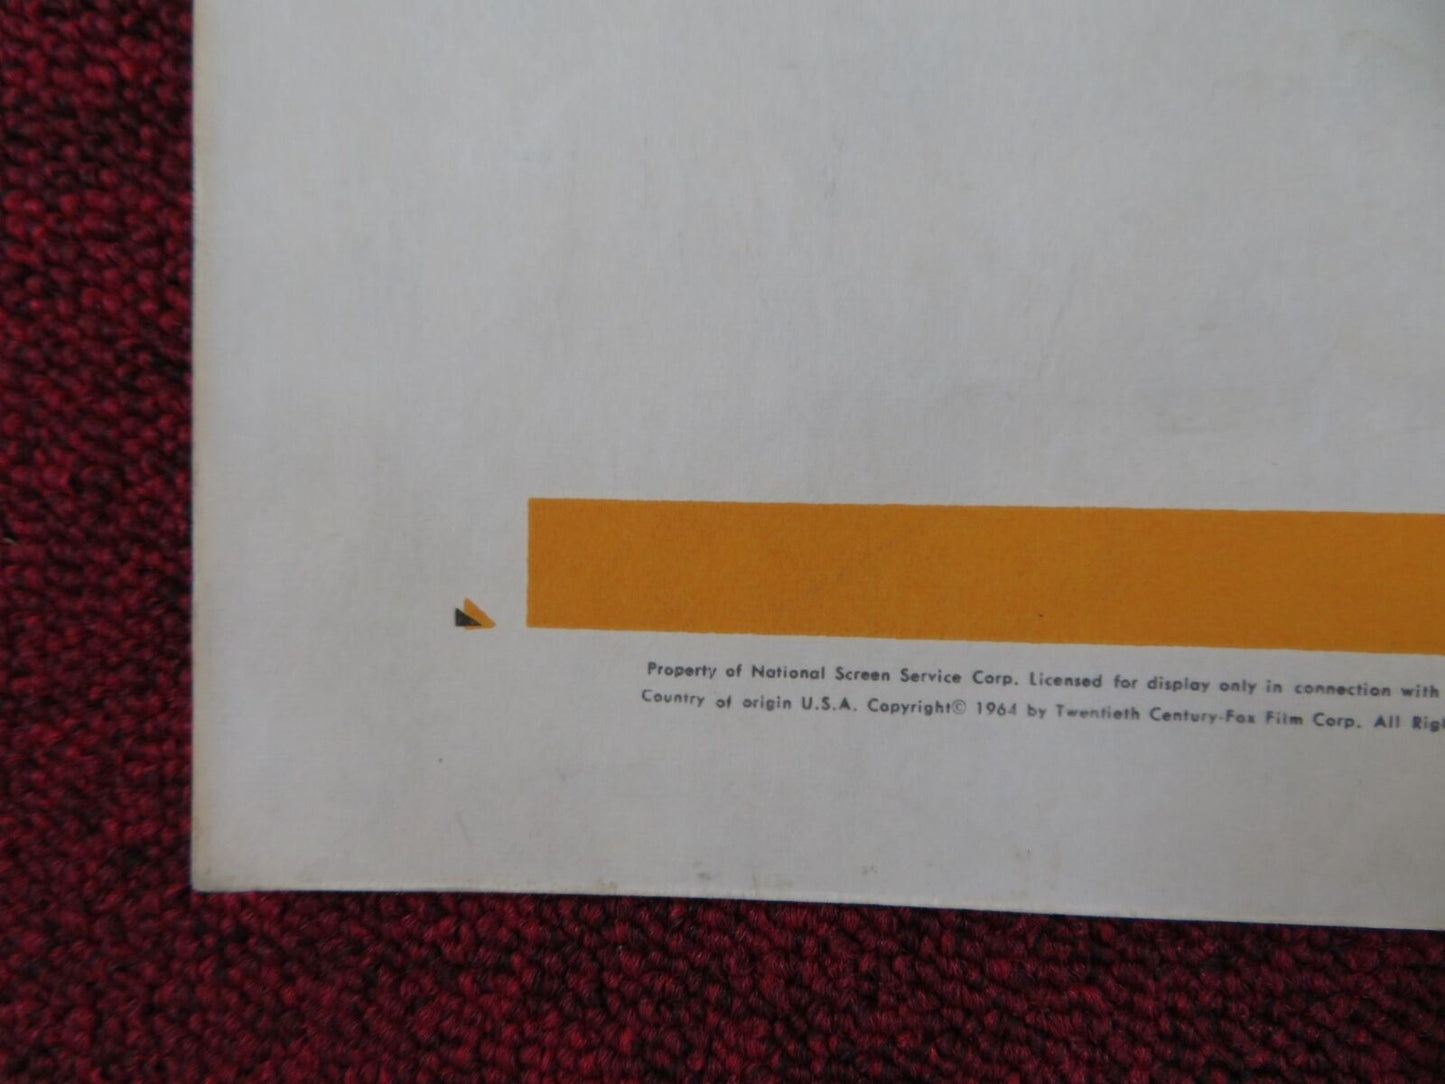 Property of National Screen Service Corp. Licensed for display only in connection with
Country of origin U.S.A. Copyright© 1964 by Twentieth Century-Fox Film Corp. All